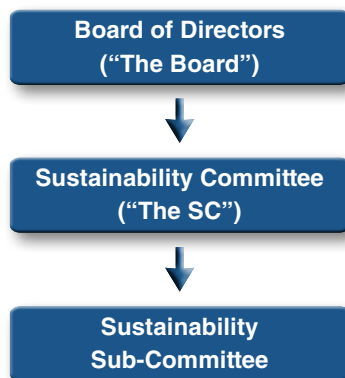 Board of Directors
(“The Board”)
Sustainability Committee
(“The SC”)
Sustainability
Sub-Committee